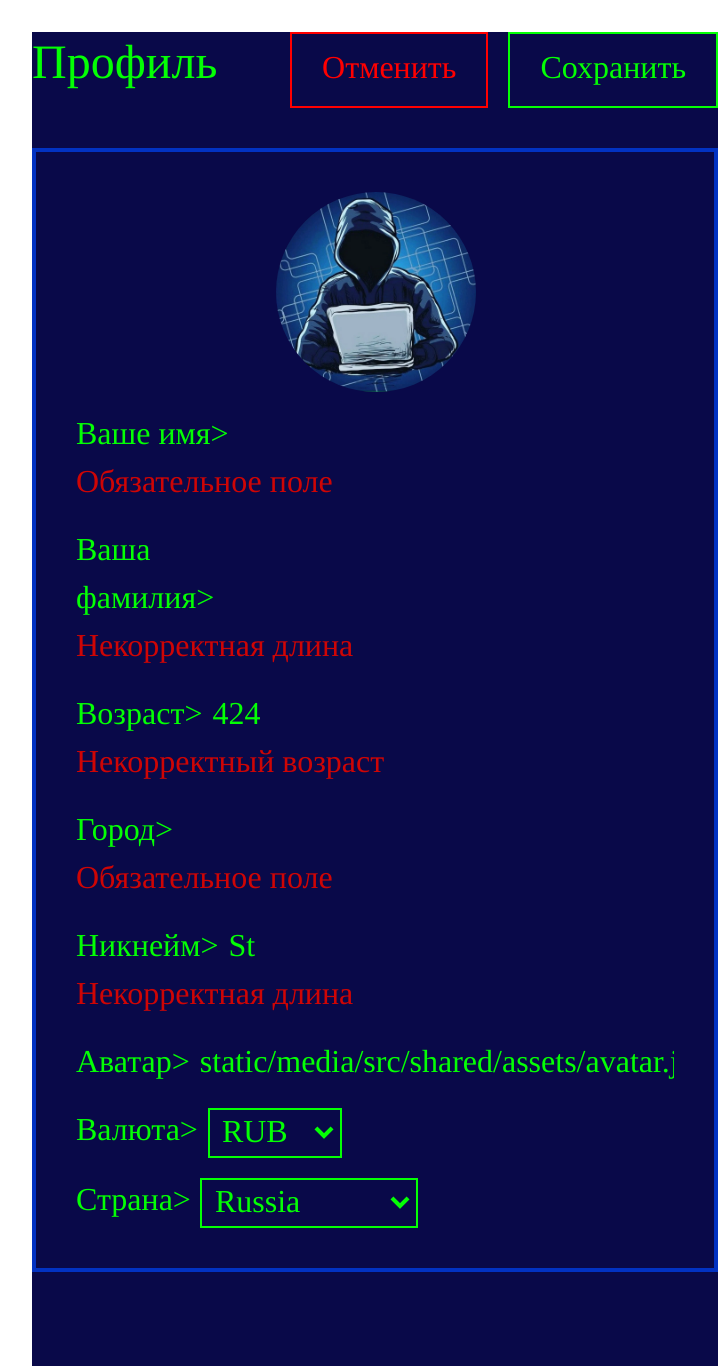 Профиль Отменить Сохранить
Ваше имя>
Обязательное поле
Ваша
фамилия>
Некорректная длина
Возраст> 424
Некорректный возраст
Город>
Обязательное поле
Никнейм> St
Некорректная длина
Аватар> static/media/src/shared/assets/avatar.j
Валюта> RUB
Страна> Russia